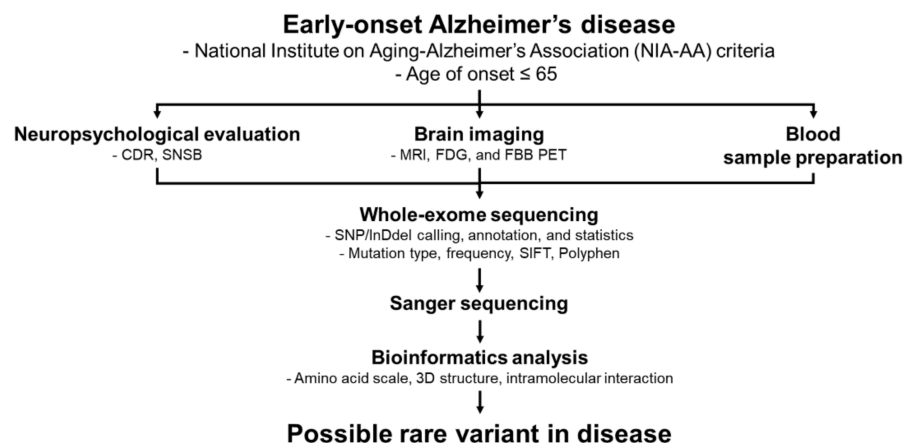 Early-onset Alzheimer's disease
- National Institute on Aging-Alzheimer's Association (NIA-AA) criteria
- Age of onset ≤ 65
Neuropsychological evaluation
- CDR, SNSB
Brain imaging
- MRI, FDG, and FBB PET
Blood
sample preparation
Whole-exome sequencing
- SNP/InDdel calling, annotation, and statistics
- Mutation type, frequency, SIFT, Polyphen
Sanger sequencing
Bioinformatics analysis
- Amino acid scale, 3D structure, intramolecular interaction
Possible rare variant in disease